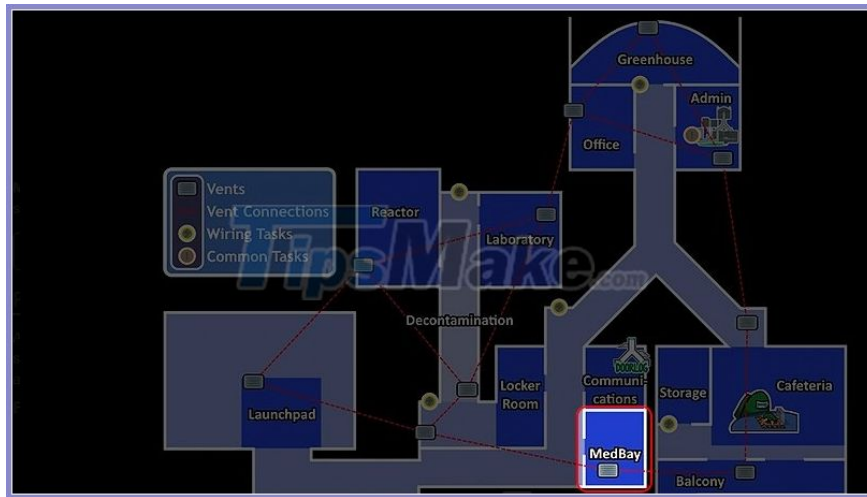 Greenhouse
Admin
Office
Vents
Vent Connections
Wiring Tasks
Common Tasks
Reactor
Laboratory
TipsMake.com
Decontamination
Locker
Room
Communi-
cations
DOORLOG
Storage
Cafeteria
Launchpad
MedBay
Balcony